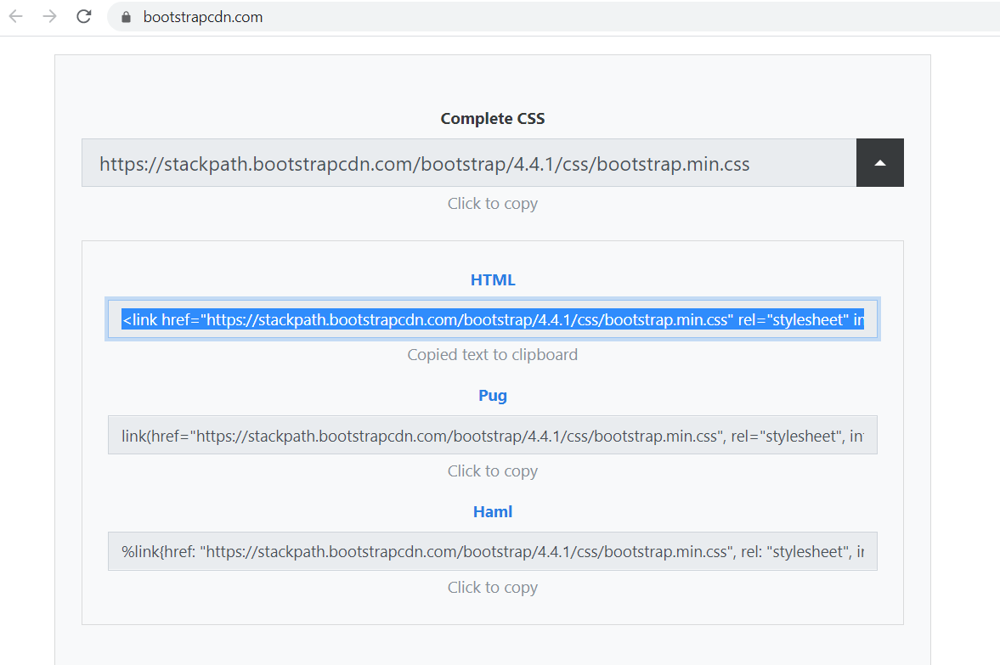 bootstrapcdn.com
Complete CSS
https://stackpath.bootstrapcdn.com/bootstrap/4.4.1/css/bootstrap.min.css
Click to copy
HTML
<link href="https://stackpath.bootstrapcdn.com/bootstrap/4.4.1/css/bootstrap.min.css" rel="stylesheet" in
Copied text to clipboard
Pug
link(href="https://stackpath.bootstrapcdn.com/bootstrap/4.4.1/css/bootstrap.min.css", rel="stylesheet", in
Click to copy
Haml
%link{href: "https://stackpath.bootstrapcdn.com/bootstrap/4.4.1/css/bootstrap.min.css", rel: "stylesheet", in
Click to copy